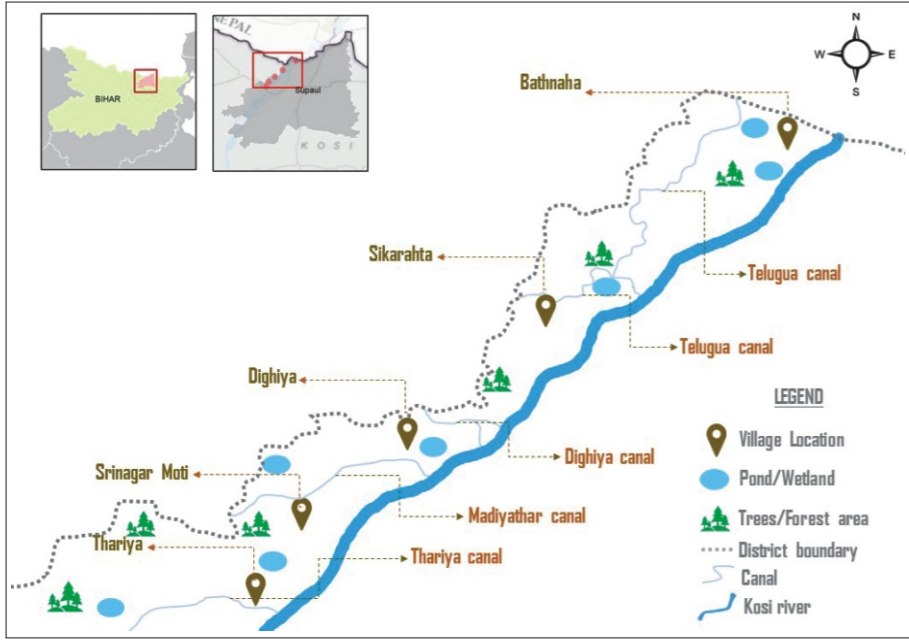 NEPAL
BIHAR
Supaul
KOSI
N
W
E
S
Bathnaha
Sikarahta
Telugua canal
Telugua canal
Dighiya
Dighiya canal
Srinagar Moti
Madiyathar canal
Thariya
Thariya canal
LEGEND
Village Location
Pond/Wetland
Trees/Forest area
District boundary
Canal
Kosi river